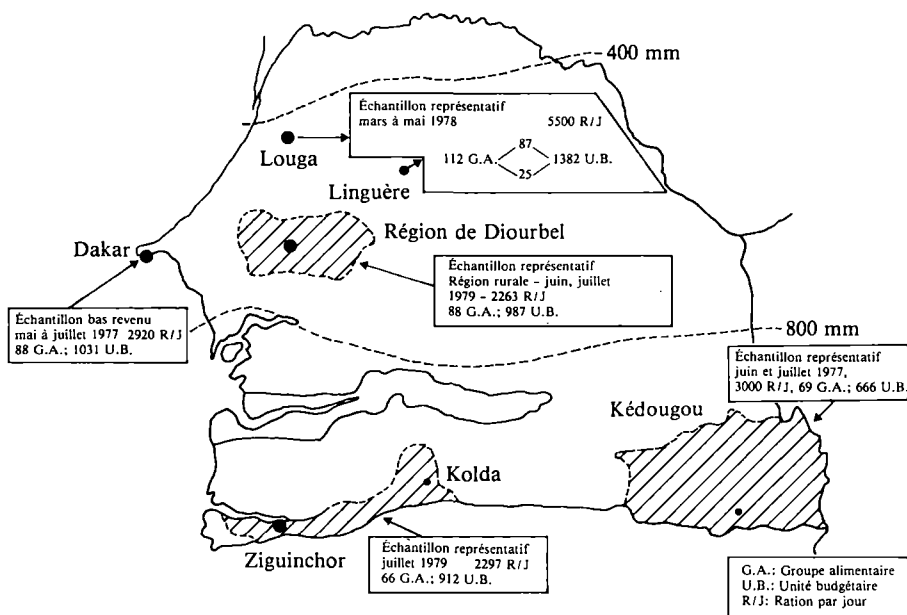 400 mm
Échantillon représentatif
mars à mai 1978 5500 R/J
87
112 G.A. 1382 U.B.
25
Louga
Linguère
Dakar
Région de Diourbel
Échantillon représentatif
Région rurale - juin, juillet
1979 - 2263 R/J
88 G.A.; 987 U.B.
Échantillon bas revenu
mai à juillet 1977 2920 R/J
88 G.A.; 1031 U.B.
800 mm
Échantillon représentatif
juin et juillet 1977,
3000 R/J, 69 G.A.; 666 U.B.
Kédougou
Kolda
Ziguinchor
Échantillon représentatif
juillet 1979 2297 R/J
66 G.A.; 912 U.B.
G.A.: Groupe alimentaire
U.B.: Unité budgétaire
R/J: Ration par jour